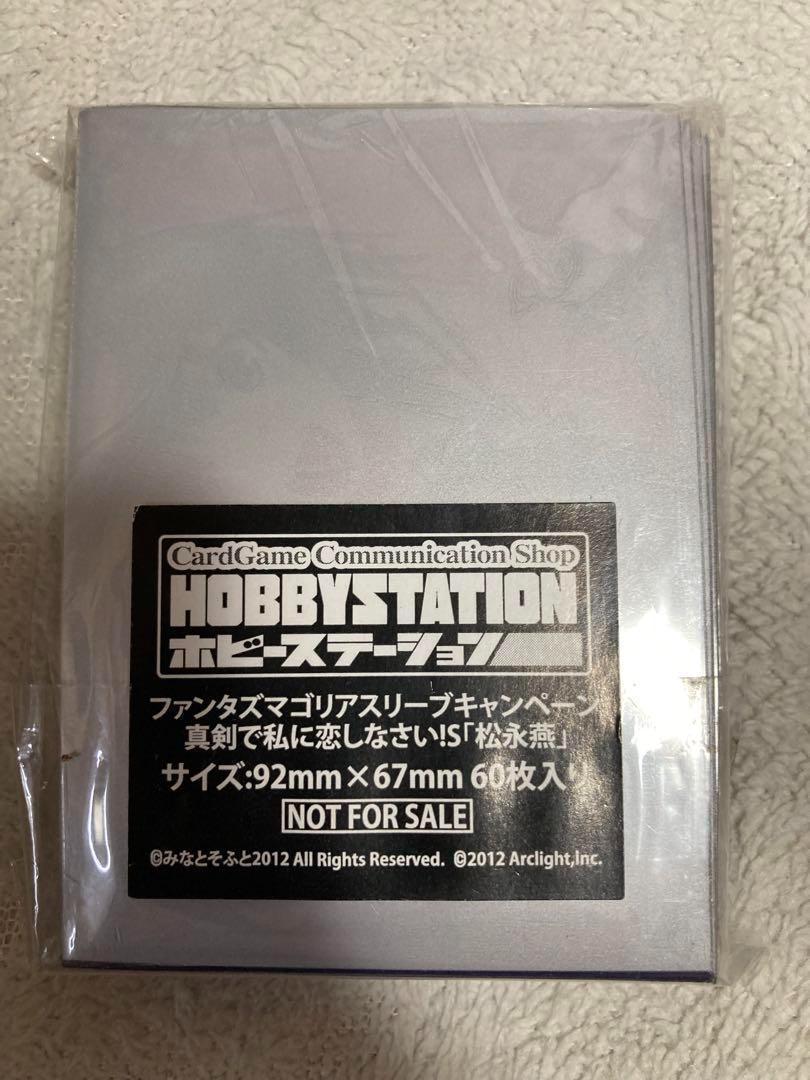 CardGame Communication Shop
HOBBYSTATION
ホビーステーション
ファンタズマゴリアスリーブキャンペーン
真剣で私に恋しなさい!S「松永燕」
サイズ:92mm×67mm 60枚入り
NOT FOR SALE
©みなとそふと2012 All Rights Reserved. ©2012 Arclight,Inc.